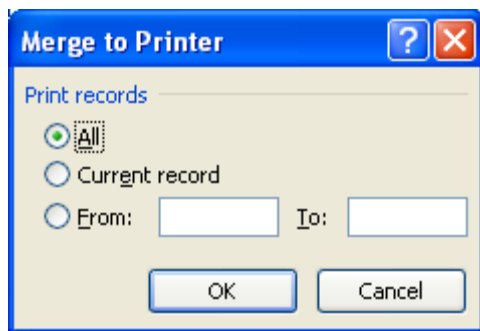 Merge to Printer
Print records
All
Current record
From: To:
OK Cancel